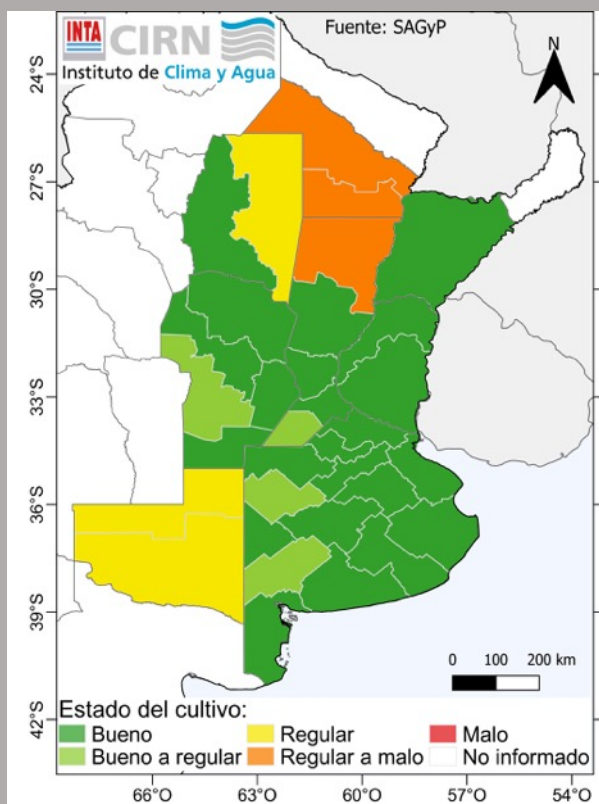 INTA CIRN
Instituto de Clima y Agua
Fuente: SAGyP
N
24°S
27°S
30°S
33°S
36°S
39°S
42°S
0 100 200 km
Estado del cultivo:
Bueno Regular Malo
Bueno a regular Regular a malo No informado
66°O 63°O 60°O 57°O 54°O